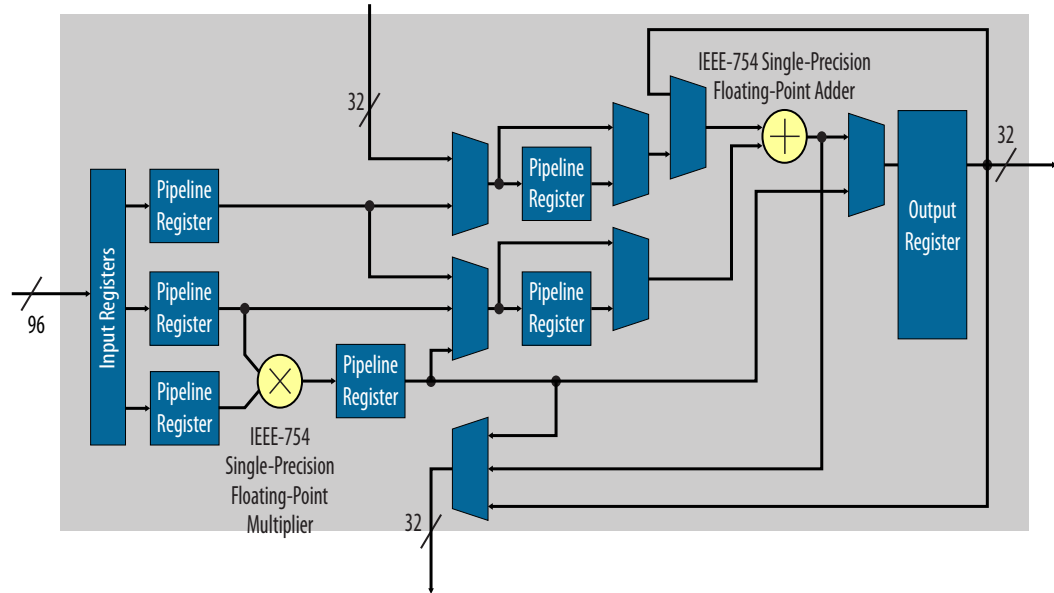 IEEE-754 Single-Precision
Floating-Point Adder
32
Pipeline
Register
Pipeline
Register
32
Output
Register
Input Registers
96
Pipeline
Register
Pipeline
Register
Pipeline
Register
Pipeline
Register
IEEE-754
Single-Precision
Floating-Point
Multiplier
32